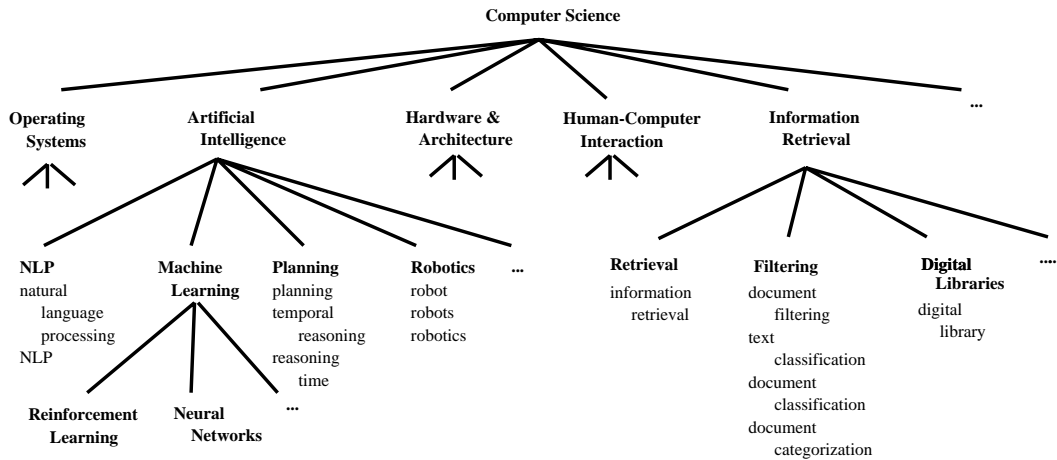 Computer Science
...
Operating
Systems
Artificial
Intelligence
Hardware &
Architecture
Human-Computer
Interaction
Information
Retrieval
NLP
natural
language
processing
NLP
Machine
Learning
Planning
planning
temporal
reasoning
reasoning
time
Robotics
robot
robots
robotics
...
Retrieval
information
retrieval
Filtering
document
filtering
text
classification
document
classification
document
categorization
Digital
Libraries
digital
library
....
Reinforcement
Learning
Neural
Networks
...